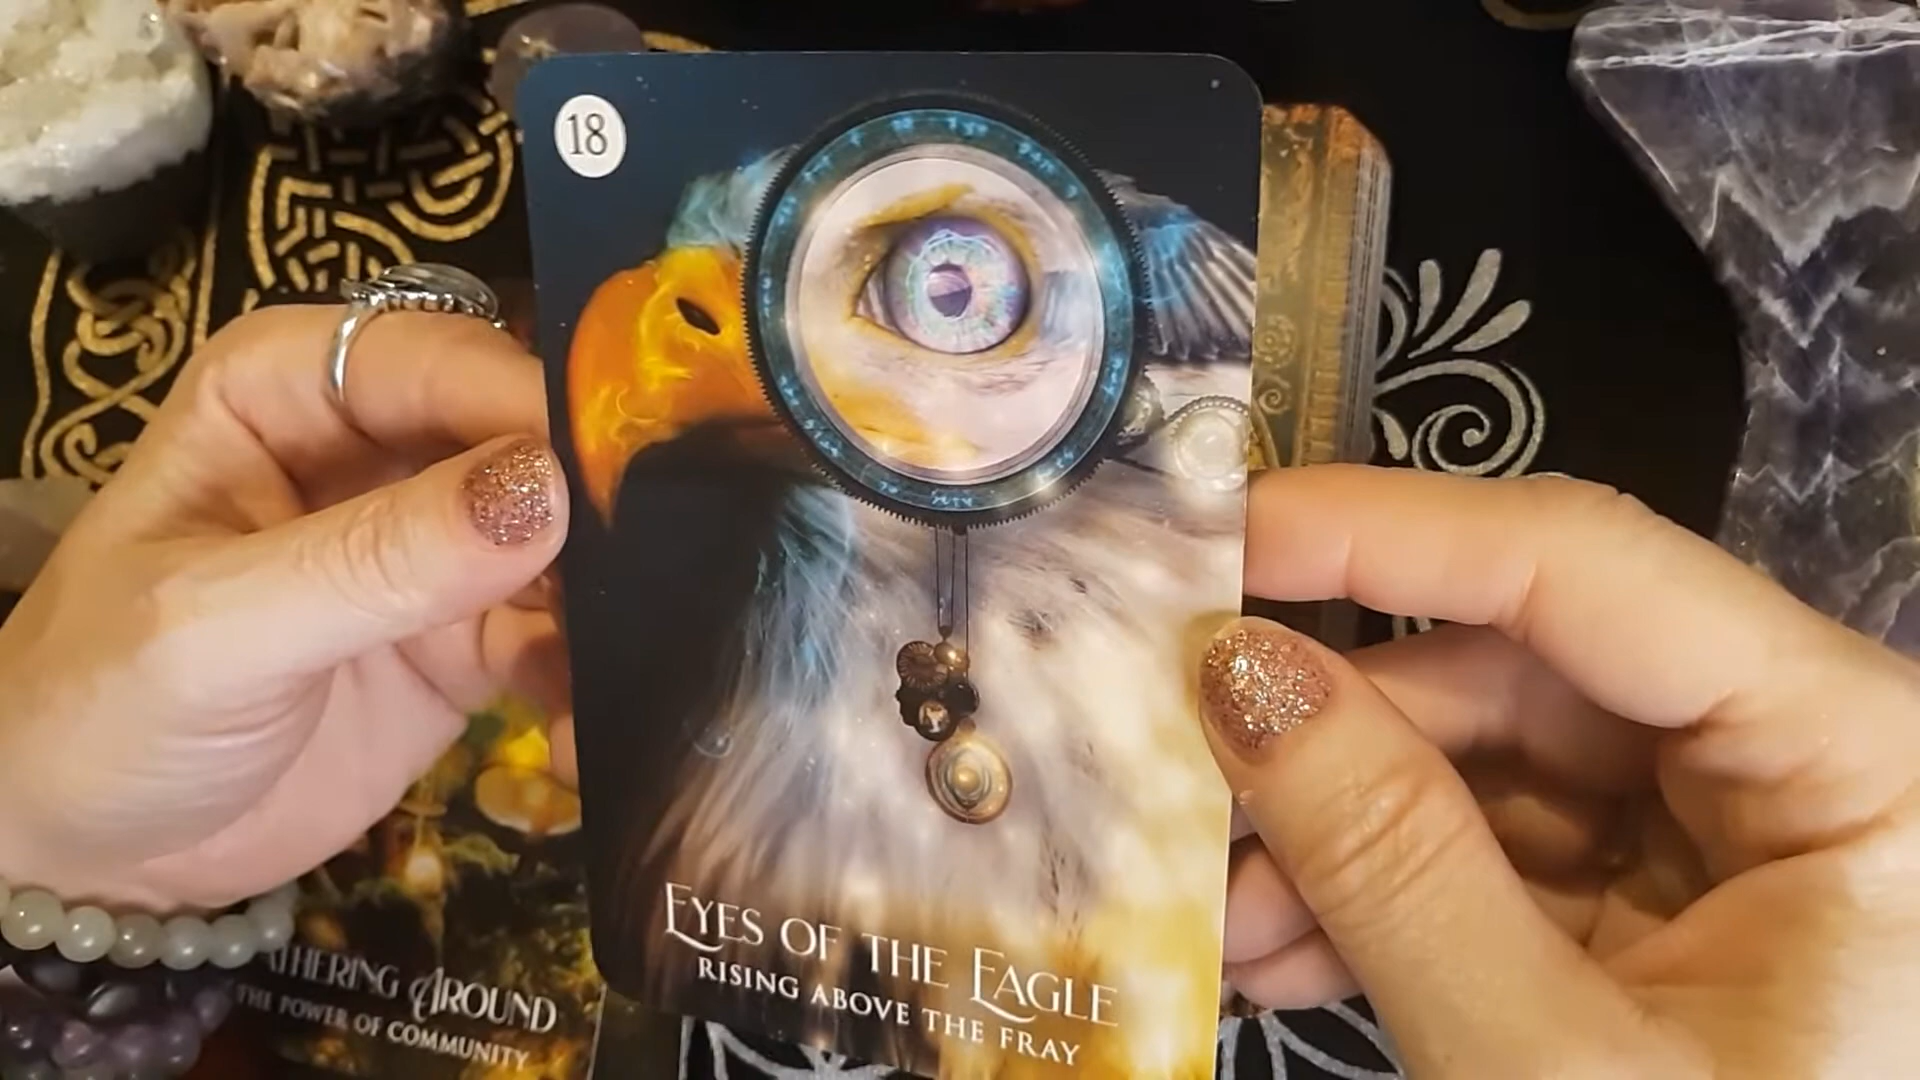 18
EYES OF THE EAGLE
RISING ABOVE THE FRAY
ATHERING AROUND
THE POWER OF COMMUNITY